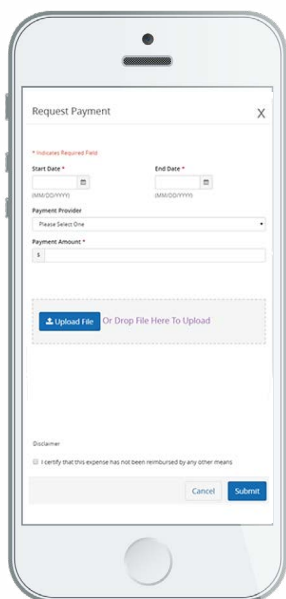 Request Payment X
* Indicates Required Field
Start Date * End Date *
(MM/DD/YYYY) (MM/DD/YYYY)
Payment Provider
Please Select One
Payment Amount *
$
Upload File Or Drop File Here To Upload
Disclaimer
I certify that this expense has not been reimbursed by any other means
Cancel Submit